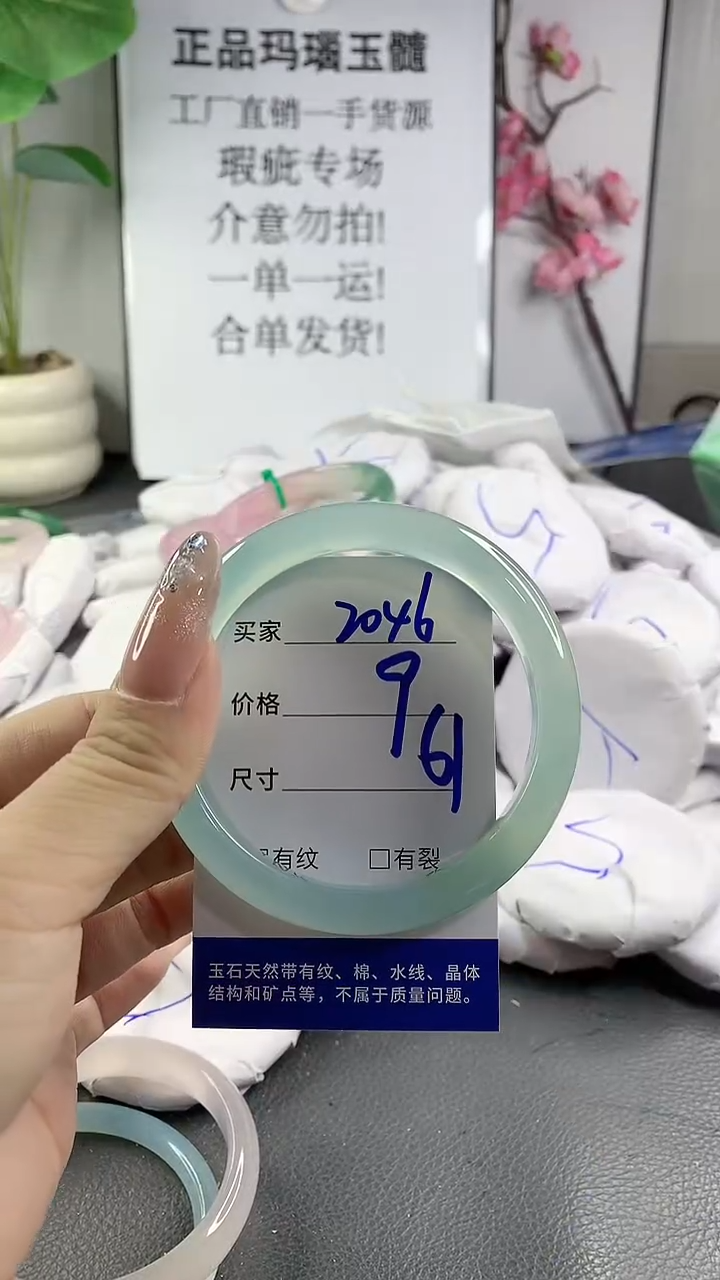 正品玛瑙玉髓
工厂直销一手货源
瑕疵专场
介意勿拍!
一单一运!
合单发货!
买家 2046
价格 9
尺寸 61
有纹 □有裂
玉石天然带有纹、棉、水线、晶体
结构和矿点等，不属于质量问题。